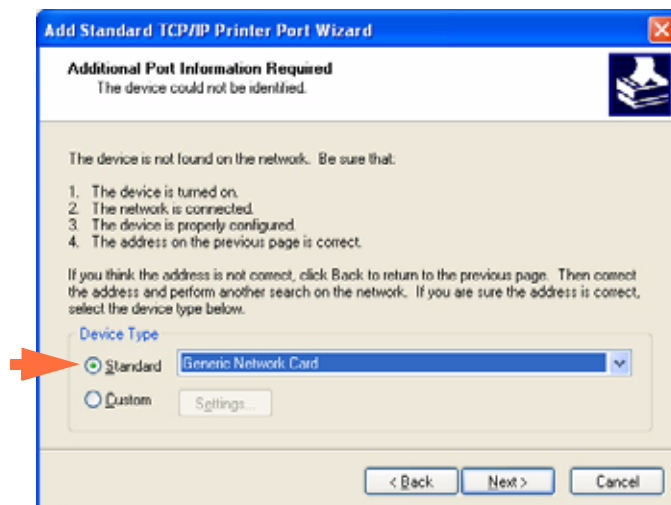 Add Standard TCP/IP Printer Port Wizard
Additional Port Information Required
The device could not be identified.
The device is not found on the network. Be sure that:
1. The device is turned on.
2. The network is connected.
3. The device is properly configured.
4. The address on the previous page is correct.
If you think the address is not correct, click Back to return to the previous page. Then correct
the address and perform another search on the network. If you are sure the address is correct,
select the device type below.
Device Type
Standard
Generic Network Card
Custom
Settings...
< Back
Next >
Cancel